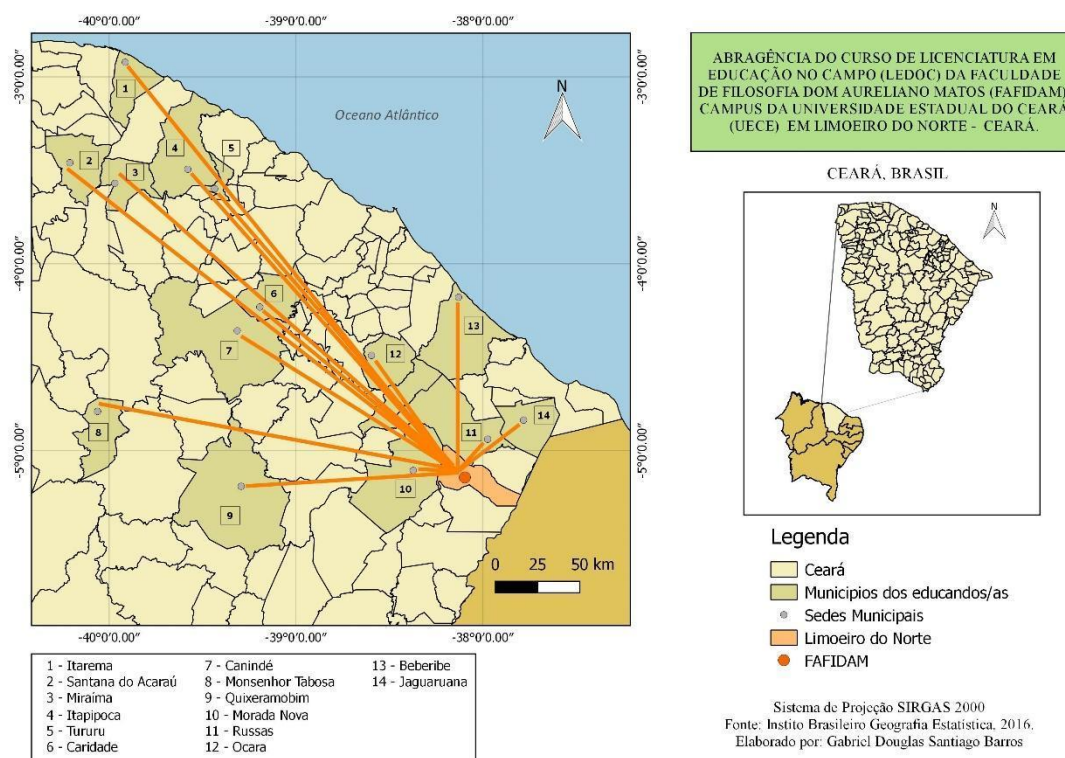 -40°0'0.00"
-39°0'0.00"
-38°0'0.00"
-3°0'0.00"
-4°0'0.00"
-5°0'0.00"
-3°0'0.00"
-4°0'0.00"
-5°0'0.00"
Oceano Atlântico
N
1
2
3
4
5
6
7
8
9
10
11
12
13
14
0 25 50 km
-40°0'0.00"
-39°0'0.00"
-38°0'0.00"
1 - Itarema
2 - Santana do Acaraú
3 - Miraíma
4 - Itapipoca
5 - Tururu
6 - Caridade
7 - Canindé
8 - Monsenhor Tabosa
9 - Quixeramobim
10 - Morada Nova
11 - Russas
12 - Ocara
13 - Beberibe
14 - Jaguaruana
ABRAGÊNCIA DO CURSO DE LICENCIATURA EM
EDUCAÇÃO NO CAMPO (LEDOC) DA FACULDADE
DE FILOSOFIA DOM AURELIANO MATOS (FAFIDAM)
CAMPUS DA UNIVERSIDADE ESTADUAL DO CEARÁ
(UECE) EM LIMOEIRO DO NORTE - CEARÁ.
CEARÁ, BRASIL
N
Legenda
Ceará
Municipios dos educandos/as
Sedes Municipais
Limoeiro do Norte
FAFIDAM
Sistema de Projeção SIRGAS 2000
Fonte: Instito Brasileiro Geografia Estatística, 2016.
Elaborado por: Gabriel Douglas Santiago Barros